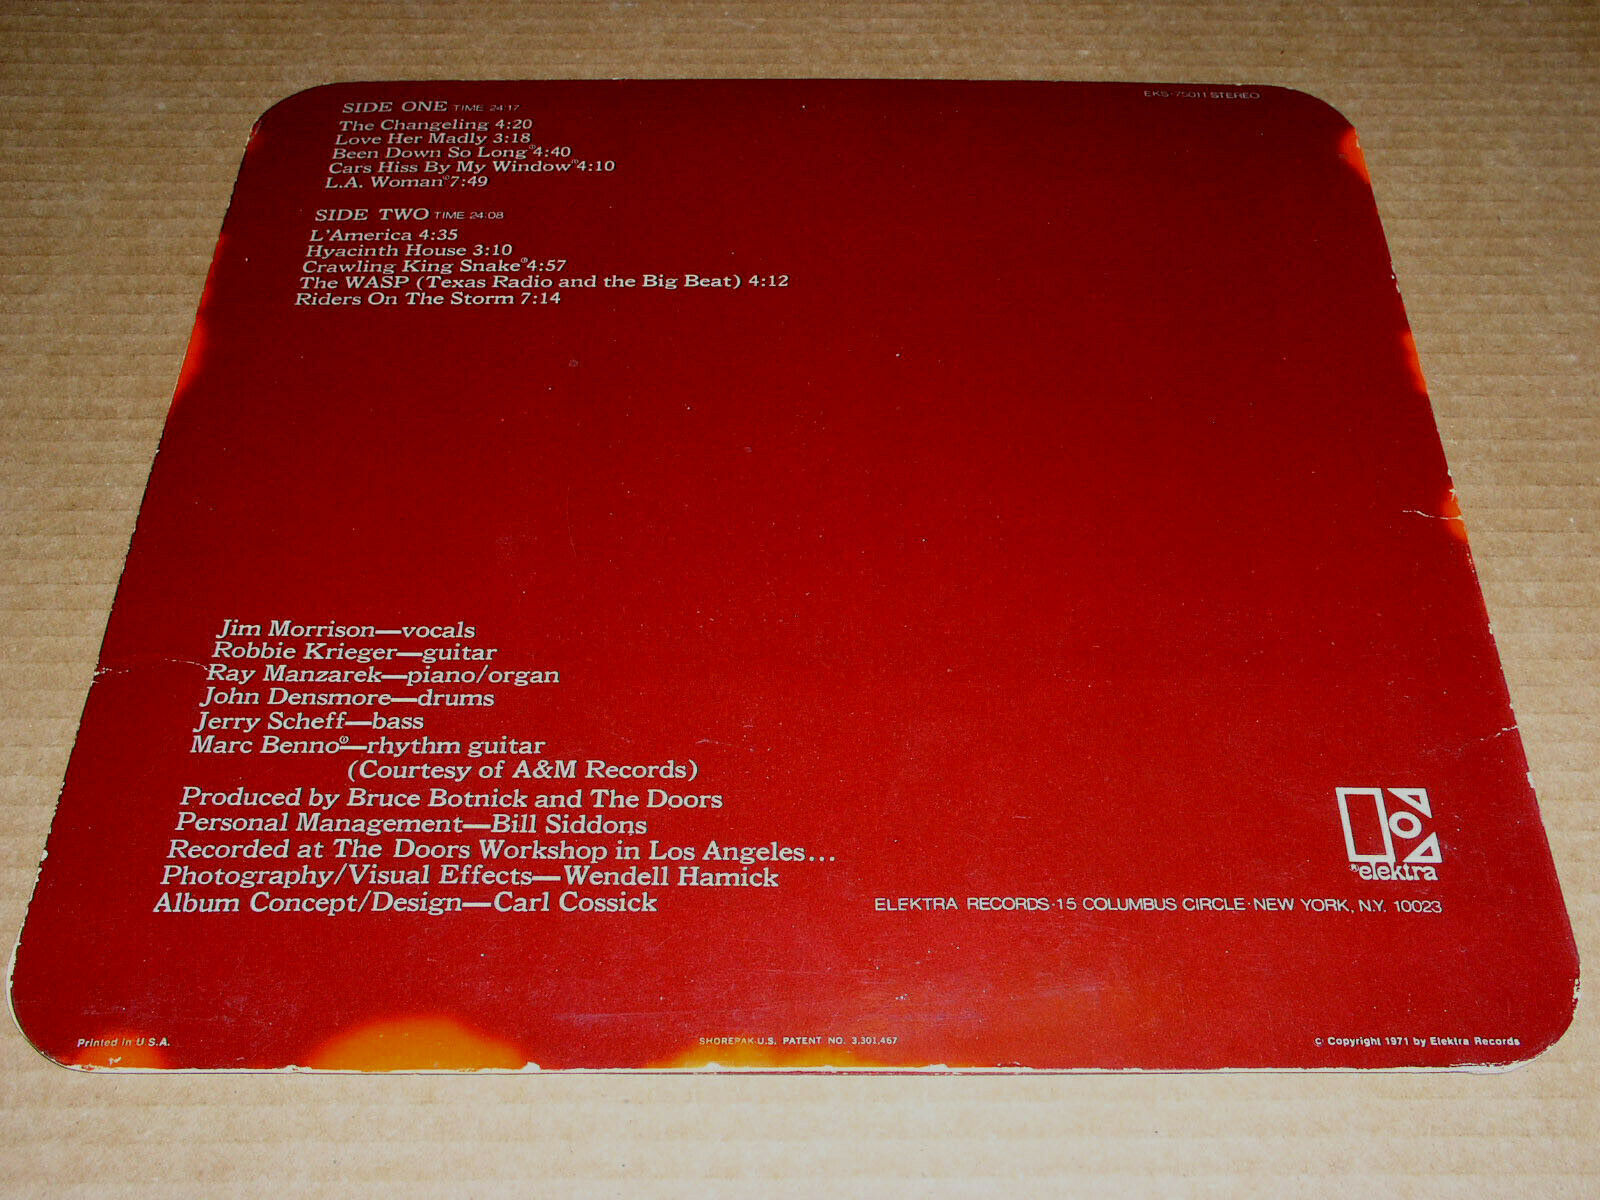 EKS-75011 STEREO
SIDE ONE TIME 24:17
The Changeling 4:20
Love Her Madly 3:18
Been Down So Long 4:40
Cars Hiss By My Window 4:10
L.A. Woman 7:49
SIDE TWO TIME 24:08
L'America 4:35
Hyacinth House 3:10
Crawling King Snake 4:57
The WASP (Texas Radio and the Big Beat) 4:12
Riders On The Storm 7:14
Jim Morrison—vocals
Robbie Krieger—guitar
Ray Manzarek—piano/organ
John Densmore—drums
Jerry Scheff—bass
Marc Benno—rhythm guitar
(Courtesy of A&M Records)
Produced by Bruce Botnick and The Doors
Personal Management—Bill Siddons
Recorded at The Doors Workshop in Los Angeles...
Photography/Visual Effects—Wendell Hamick
Album Concept/Design—Carl Cossick
®elektra
ELEKTRA RECORDS·15 COLUMBUS CIRCLE·NEW YORK, N.Y. 10023
Printed in U.S.A.
SHOREPAK-U.S. PATENT NO. 3,301,467
© Copyright 1971 by Elektra Records